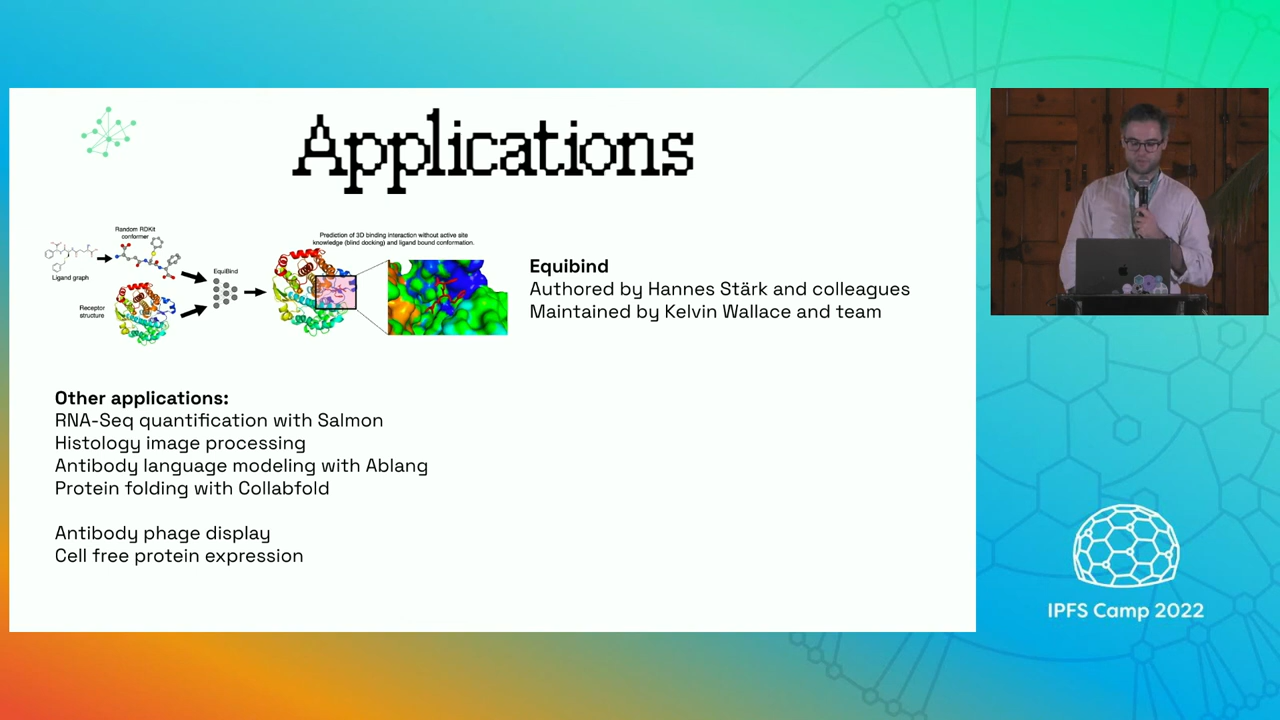 Applications
Random RDKit
conformer
Ligand graph
Receptor
structure
EquiBind
Prediction of 3D binding interaction without active site
knowledge (blind docking) and ligand bound conformation.
Equibind
Authored by Hannes Stärk and colleagues
Maintained by Kelvin Wallace and team
Other applications:
RNA-Seq quantification with Salmon
Histology image processing
Antibody language modeling with Ablang
Protein folding with Collabfold
Antibody phage display
Cell free protein expression
IPFS Camp 2022